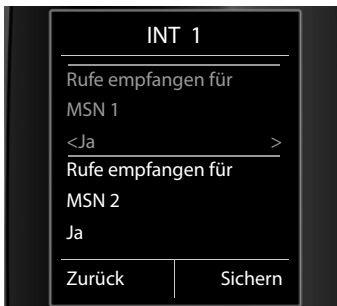 INT 1
Rufe empfangen für
MSN 1
<Ja >
Rufe empfangen für
MSN 2
Ja
Zurück Sichern